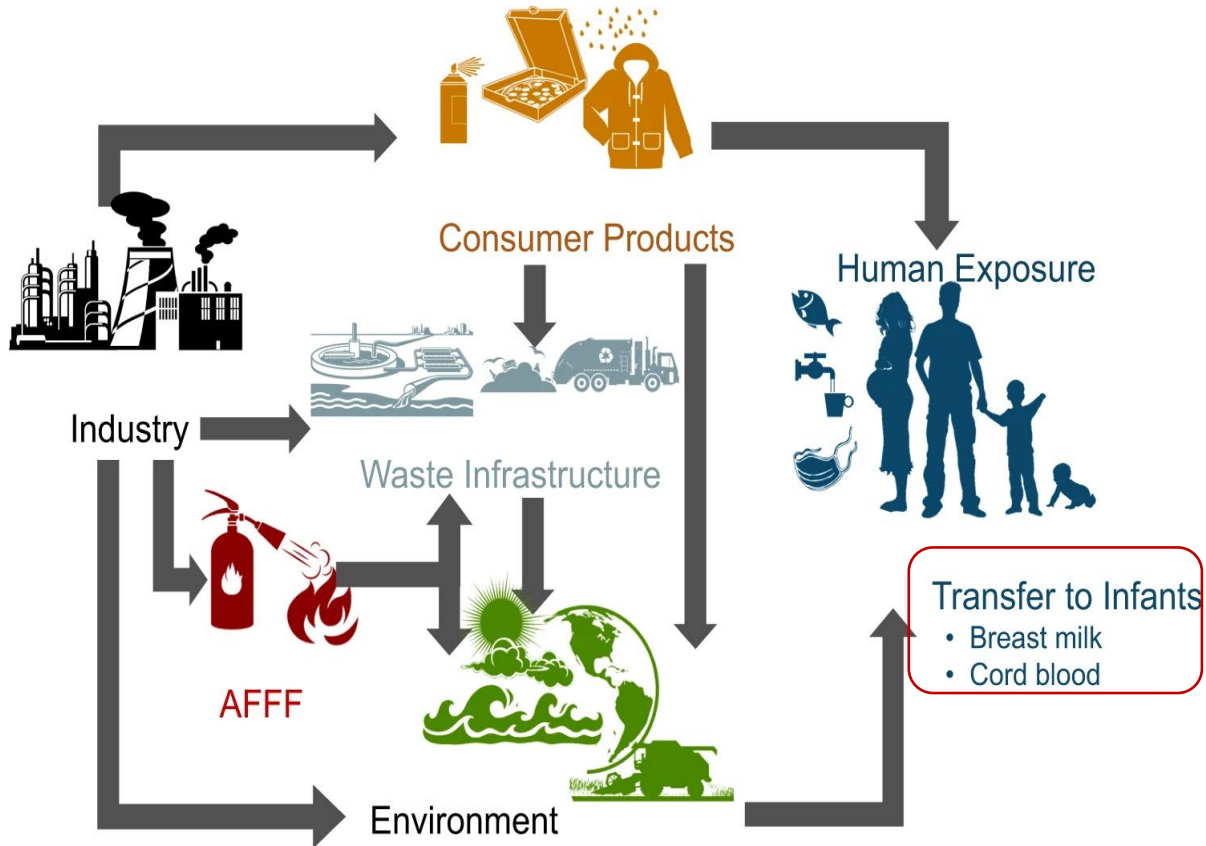 Consumer Products
Human Exposure
Industry
Waste Infrastructure
Transfer to Infants
• Breast milk
• Cord blood
AFFF
Environment